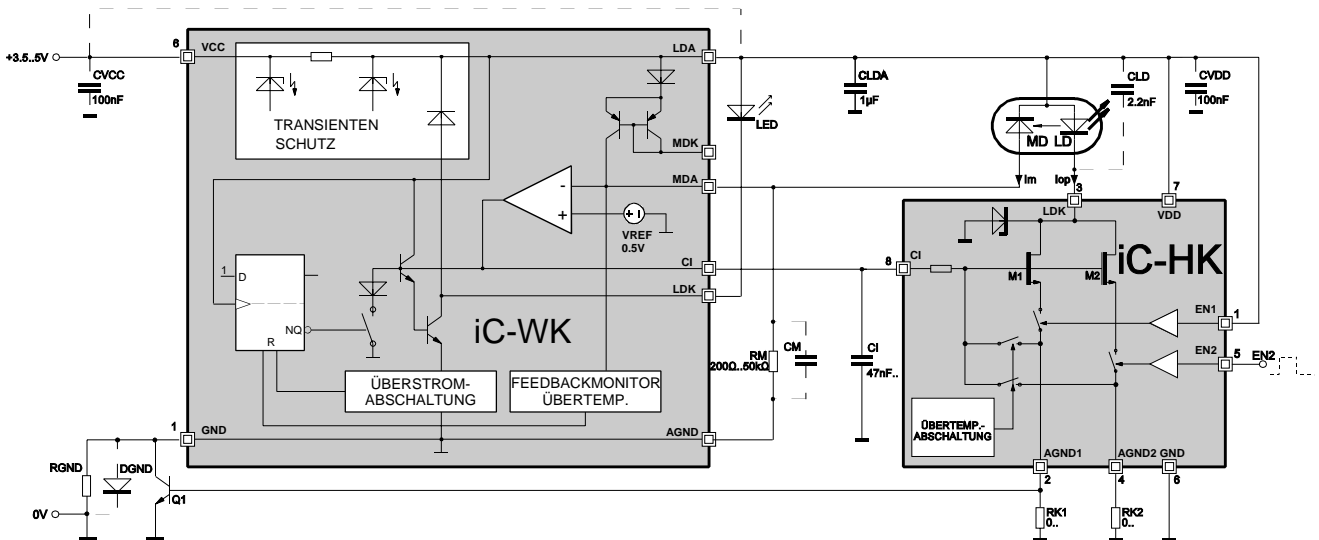 +3.5..5V
CVCC
100nF
6
VCC
TRANSIENTEN
SCHUTZ
LDA
MDK
MDA
-
+
VREF
0.5V
CI
LDK
1
D
NQ
R
iC-WK
ÜBERSTROM-
ABSCHALTUNG
FEEDBACKMONITOR
ÜBERTEMP.
1
GND
AGND
RGND
DGND
Q1
0V
LED
CLDA
1µF
CLD
2.2nF
CVDD
100nF
MD LD
Im
Iop
RM
200Ω..50kΩ
CM
CI
47nF..
3
LDK
7
VDD
iC-HK
8
CI
M1
M2
EN1
1
EN2
5
EN2
ÜBERTEMP.-
ABSCHALTUNG
AGND1
AGND2
GND
2
4
6
RK1
0..
RK2
0..